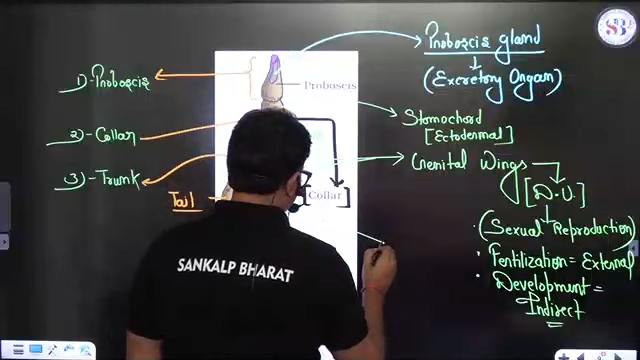 Proboscis gland
(Excretory Organ)
1) Proboscis
Proboscis
Stomochord
[Ectodermal]
2) Collar
Genital Wings
3) Trunk
[D.U.]
Tail
[Collar]
(Sexual Reproduction)
Fertilization = External
Development =
Indirect
SANKALP BHARAT
SB